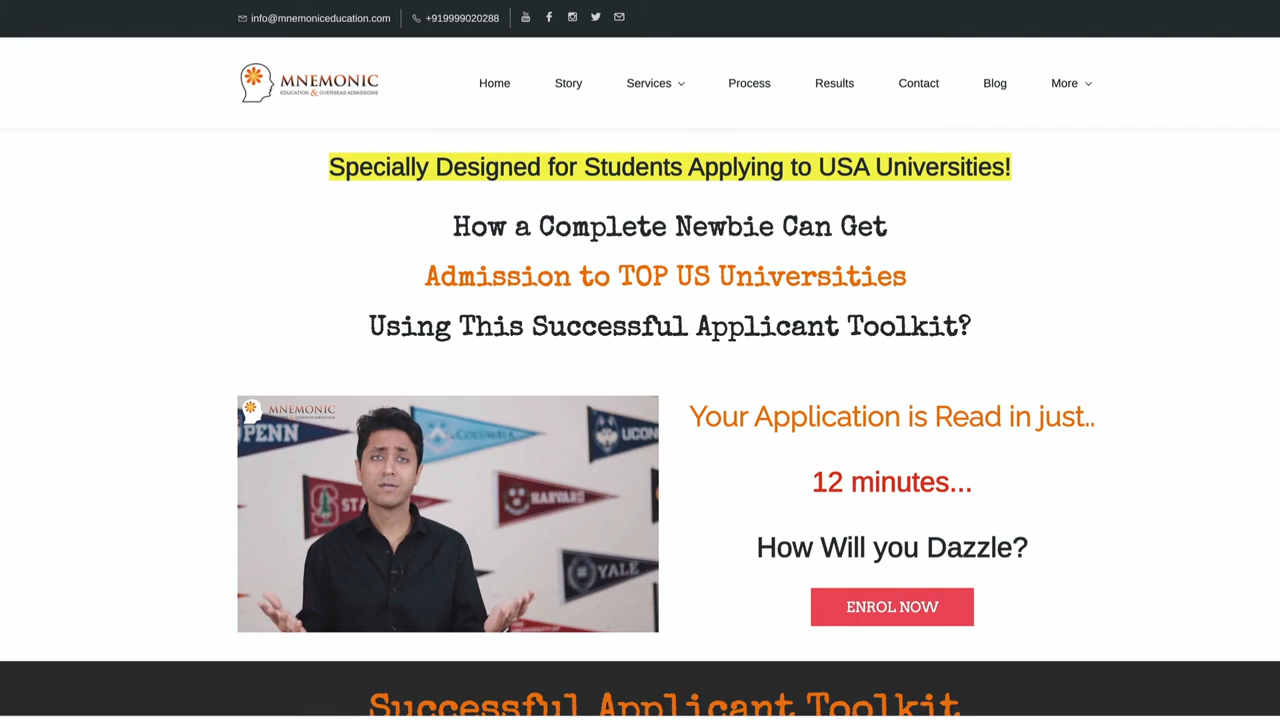 info@mnemoniceducation.com +919999020288
MNEMONIC
EDUCATION & OVERSEAS ADMISSIONS
Home Story Services Process Results Contact Blog More
Specially Designed for Students Applying to USA Universities!
How a Complete Newbie Can Get
Admission to TOP US Universities
Using This Successful Applicant Toolkit?
MNEMONIC
PENN
COLUMBIA
UCON
STA
HARVARD
YALE
Your Application is Read in just..
12 minutes...
How Will you Dazzle?
ENROL NOW
Successful Applicant Toolkit